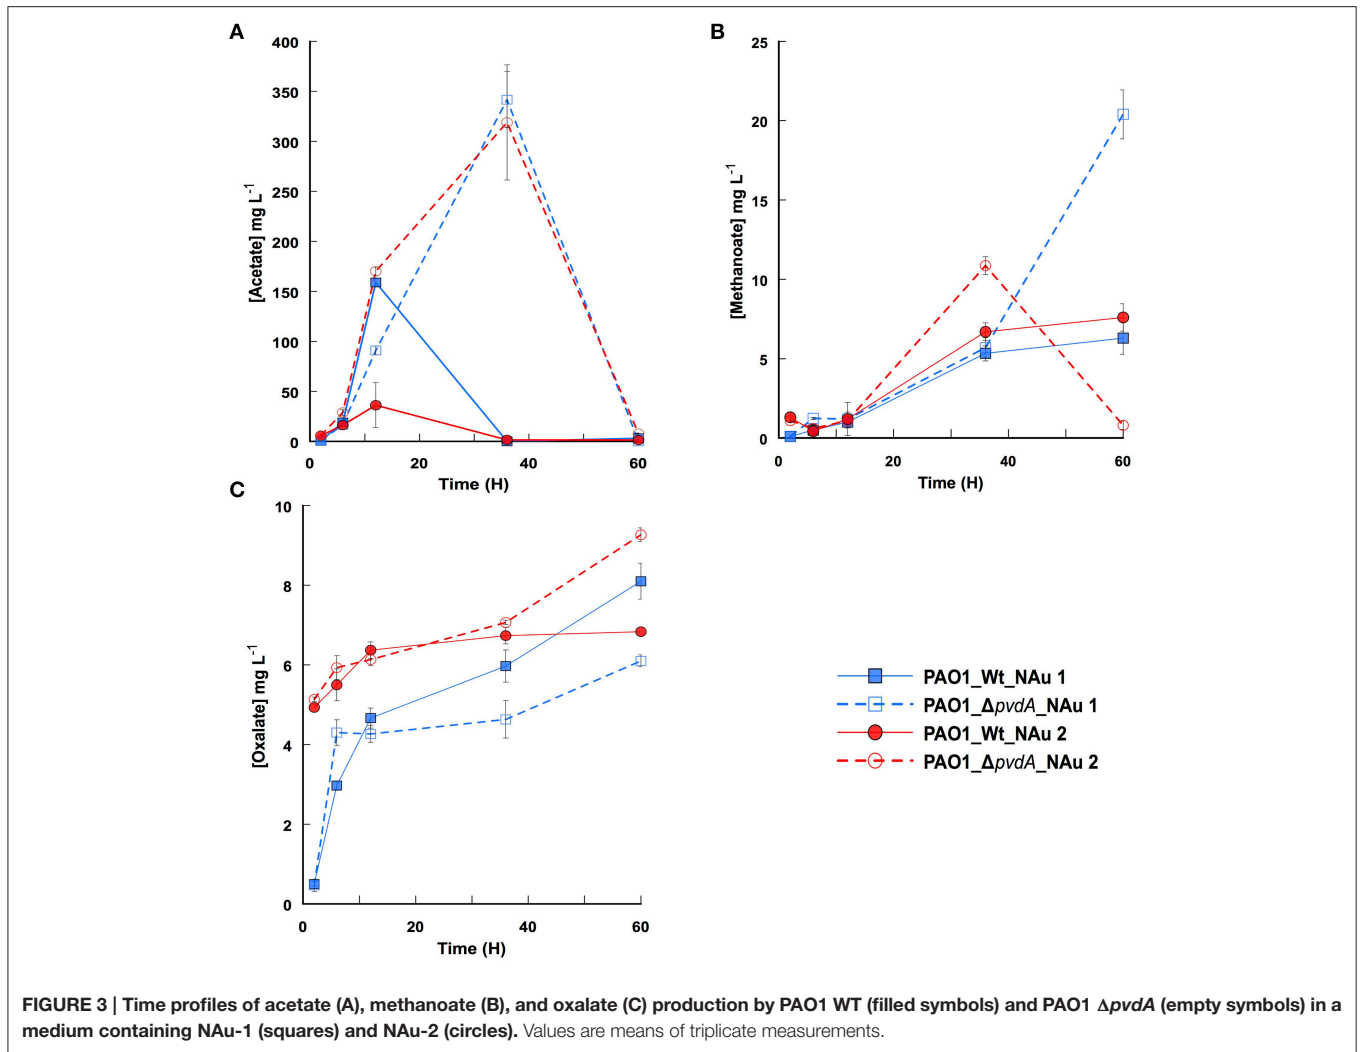 A
400
350
300
250
200
150
100
50
0
[Acetate] mg L⁻¹
0 20 40 60
Time (H)
B
25
20
15
10
5
0
[Methanoate] mg L⁻¹
0 20 40 60
Time (H)
C
10
8
6
4
2
0
[Oxalate] mg L⁻¹
0 20 40 60
Time (H)
PAO1_Wt_NAu 1
PAO1_ΔpvdA_NAu 1
PAO1_Wt_NAu 2
PAO1_ΔpvdA_NAu 2
FIGURE 3 | Time profiles of acetate (A), methanoate (B), and oxalate (C) production by PAO1 WT (filled symbols) and PAO1 ΔpvdA (empty symbols) in a
medium containing NAu-1 (squares) and NAu-2 (circles). Values are means of triplicate measurements.